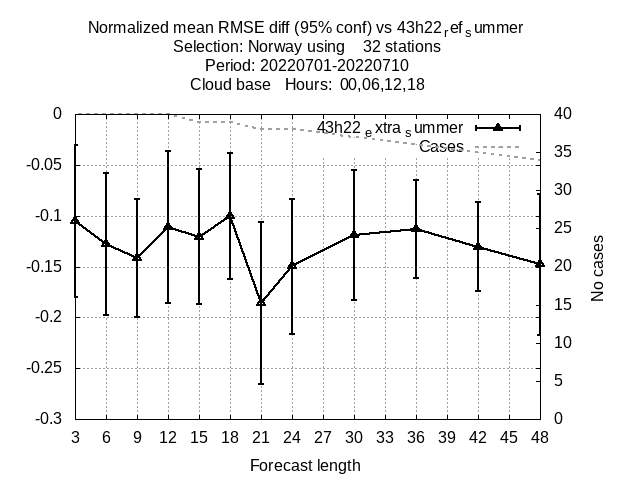 Normalized mean RMSE diff (95% conf) vs 43h22refsummer
Selection: Norway using 32 stations
Period: 20220701-20220710
Cloud base Hours: 00,06,12,18
43h22extrasummer
Cases
0
-0.05
-0.1
-0.15
-0.2
-0.25
-0.3
40
35
30
25
20
15
10
5
0
No cases
3 6 9 12 15 18 21 24 27 30 33 36 39 42 45 48
Forecast length